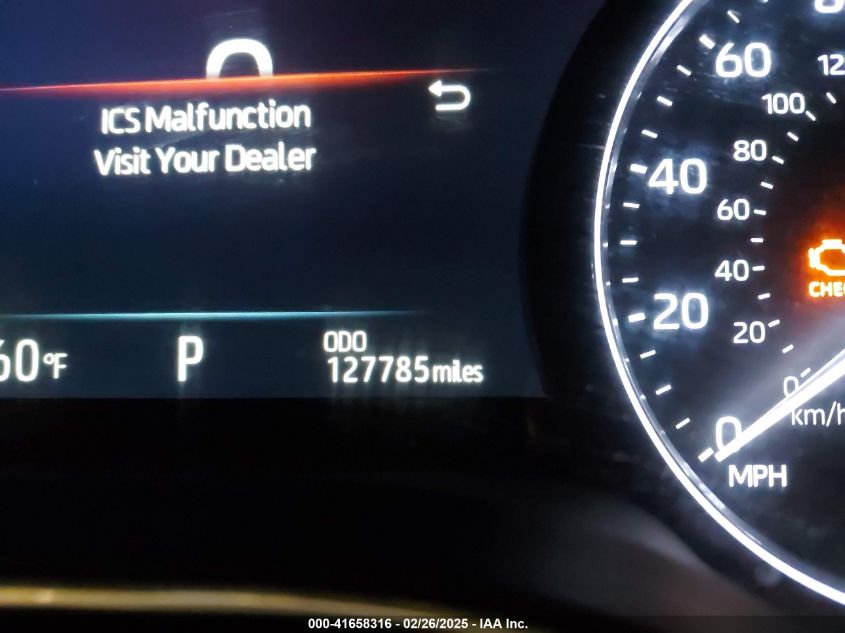 ICS Malfunction
Visit Your Dealer
60°F
P
ODO
127785 miles
60
40
20
0
MPH
100
80
60
40
20
0
km/h
000-41658316 - 02/26/2025 - IAA Inc.